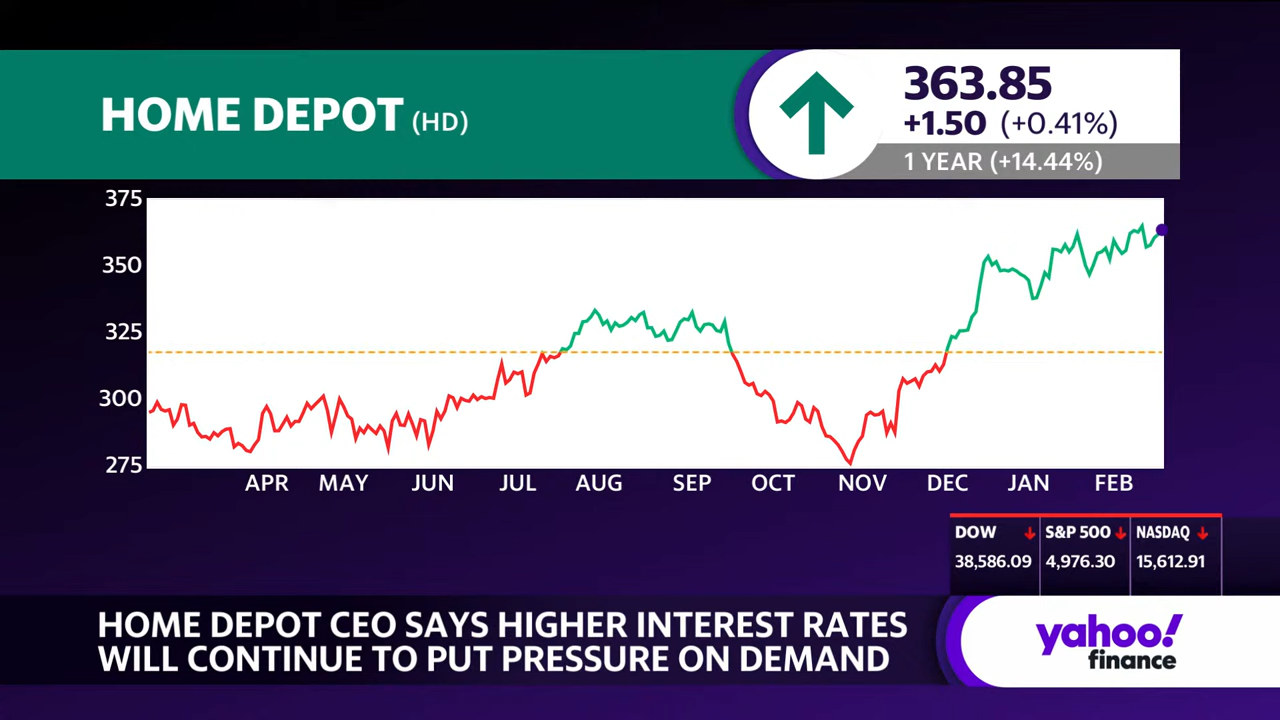 HOME DEPOT (HD)
363.85
+1.50 (+0.41%)
1 YEAR (+14.44%)
375
350
325
300
275
APR MAY JUN JUL AUG SEP OCT NOV DEC JAN FEB
DOW S&P 500 NASDAQ
38,586.09 4,976.30 15,612.91
HOME DEPOT CEO SAYS HIGHER INTEREST RATES
WILL CONTINUE TO PUT PRESSURE ON DEMAND
yahoo!
finance